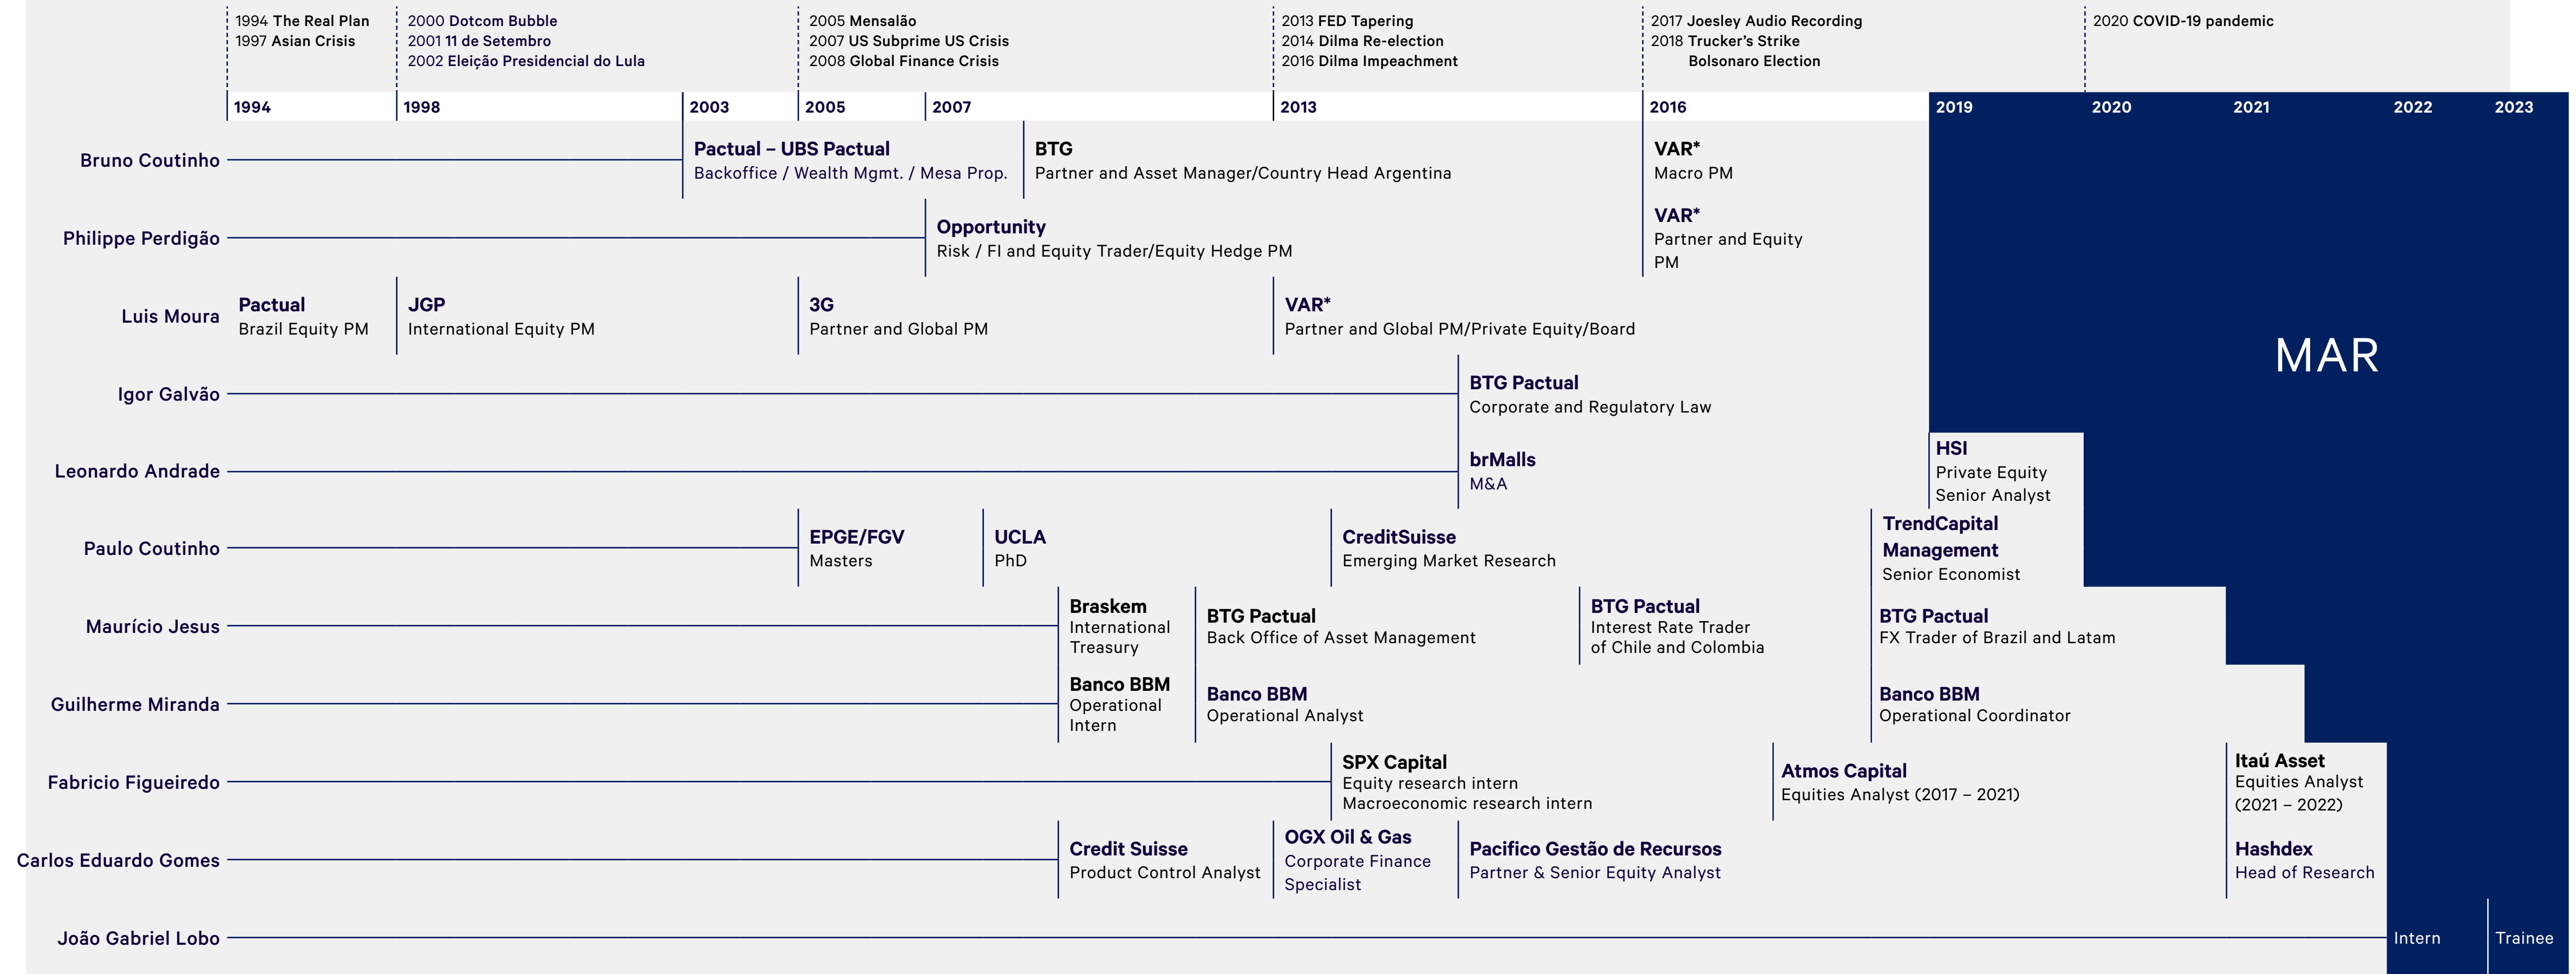 1994 The Real Plan
1997 Asian Crisis
2000 Dotcom Bubble
2001 11 de Setembro
2002 Eleição Presidencial do Lula
2005 Mensalão
2007 US Subprime US Crisis
2008 Global Finance Crisis
2013 FED Tapering
2014 Dilma Re-election
2016 Dilma Impeachment
2017 Joesley Audio Recording
2018 Trucker's Strike
Bolsonaro Election
2020 COVID-19 pandemic
1994
1998
2003
2005
2007
2013
2016
2019
2020
2021
2022
2023
Bruno Coutinho
Pactual – UBS Pactual
Backoffice / Wealth Mgmt. / Mesa Prop.
BTG
Partner and Asset Manager/Country Head Argentina
VAR*
Macro PM
Philippe Perdigão
Opportunity
Risk / FI and Equity Trader/Equity Hedge PM
VAR*
Partner and Equity
PM
Luis Moura
Pactual
Brazil Equity PM
JGP
International Equity PM
3G
Partner and Global PM
VAR*
Partner and Global PM/Private Equity/Board
MAR
Igor Galvão
BTG Pactual
Corporate and Regulatory Law
Leonardo Andrade
brMalls
M&A
HSI
Private Equity
Senior Analyst
Paulo Coutinho
EPGE/FGV
Masters
UCLA
PhD
CreditSuisse
Emerging Market Research
TrendCapital
Management
Senior Economist
Maurício Jesus
Braskem
International
Treasury
BTG Pactual
Back Office of Asset Management
BTG Pactual
Interest Rate Trader
of Chile and Colombia
BTG Pactual
FX Trader of Brazil and Latam
Guilherme Miranda
Banco BBM
Operational
Intern
Banco BBM
Operational Analyst
Banco BBM
Operational Coordinator
Fabricio Figueiredo
SPX Capital
Equity research intern
Macroeconomic research intern
Atmos Capital
Equities Analyst (2017 – 2021)
Itaú Asset
Equities Analyst
(2021 – 2022)
Carlos Eduardo Gomes
Credit Suisse
Product Control Analyst
OGX Oil & Gas
Corporate Finance
Specialist
Pacifico Gestão de Recursos
Partner & Senior Equity Analyst
Hashdex
Head of Research
João Gabriel Lobo
Intern
Trainee